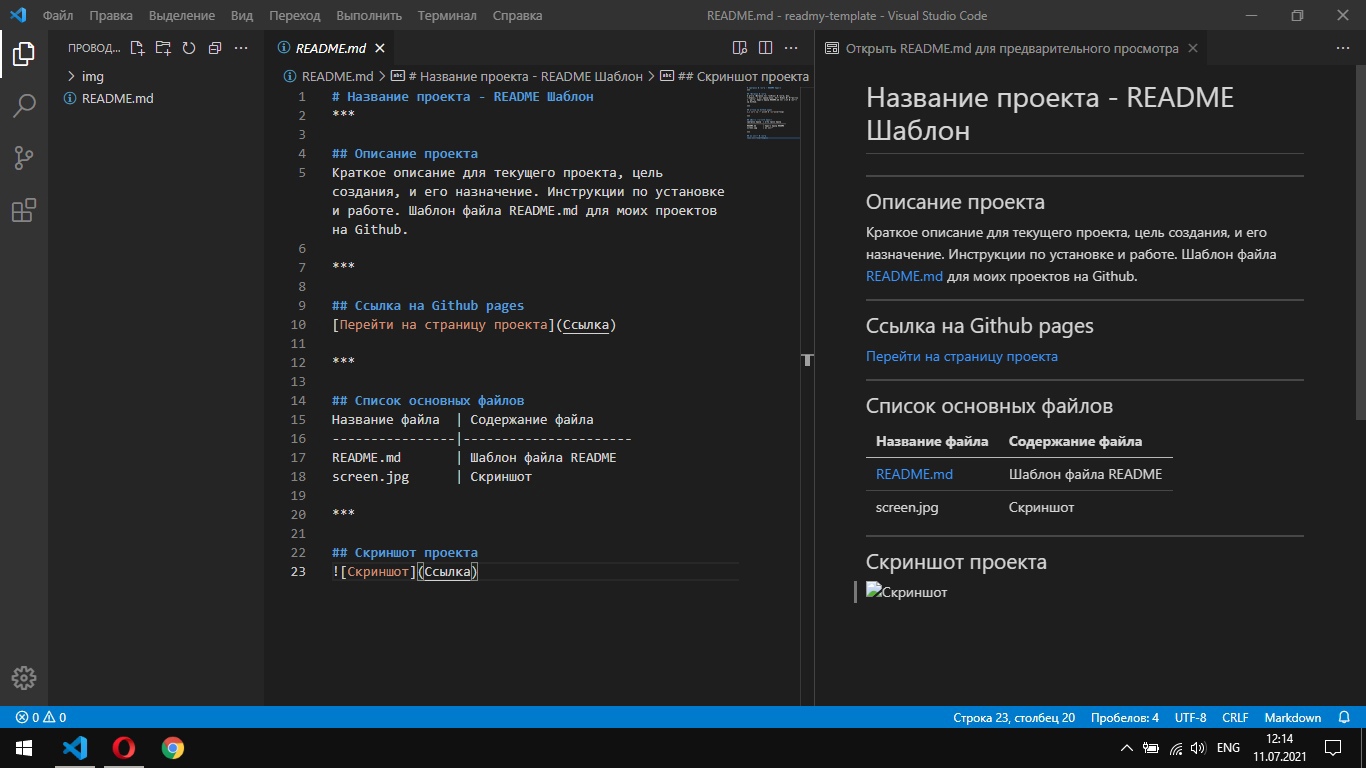 Файл Правка Выделение Вид Переход Выполнить Терминал Справка
README.md - readmy-template - Visual Studio Code
ПРОВОД...
img
README.md
README.md
README.md > # Название проекта - README Шаблон > ## Скриншот проекта
1 # Название проекта - README Шаблон
2 ***
3
4 ## Описание проекта
5 Краткое описание для текущего проекта, цель
создания, и его назначение. Инструкции по установке
и работе. Шаблон файла README.md для моих проектов
на Github.
6
7 ***
8
9 ## Ссылка на Github pages
10 [Перейти на страницу проекта](Ссылка)
11
12 ***
13
14 ## Список основных файлов
15 Название файла | Содержание файла
16 ----------------|----------------------
17 README.md | Шаблон файла README
18 screen.jpg | Скриншот
19
20 ***
21
22 ## Скриншот проекта
23 ![Скриншот](Ссылка)
Открыть README.md для предварительного просмотра
Название проекта - README
Шаблон
Описание проекта
Краткое описание для текущего проекта, цель создания, и его
назначение. Инструкции по установке и работе. Шаблон файла
README.md для моих проектов на Github.
Ссылка на Github pages
Перейти на страницу проекта
Список основных файлов
Название файла Содержание файла
README.md Шаблон файла README
screen.jpg Скриншот
Скриншот проекта
Скриншот
0 0
Строка 23, столбец 20 Пробелов: 4 UTF-8 CRLF Markdown
ENG
12:14
11.07.2021